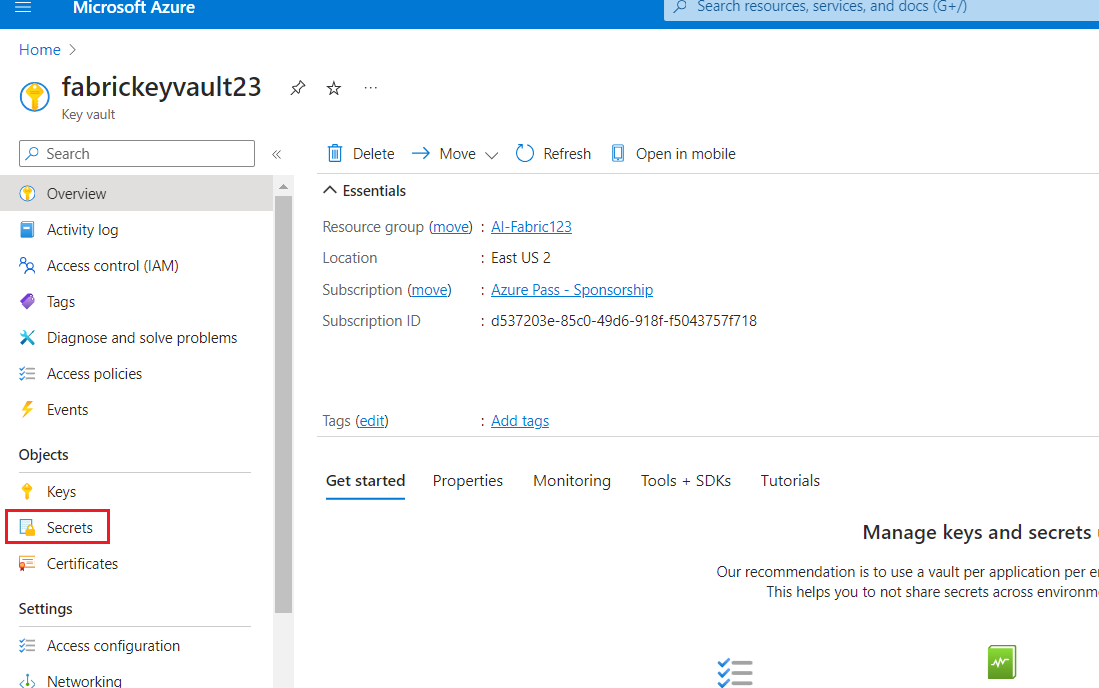 Microsoft Azure
Search resources, services, and docs (G+/)
Home
fabrickeyvault23
Key vault
Search
Delete
Move
Refresh
Open in mobile
Overview
Activity log
Access control (IAM)
Tags
Diagnose and solve problems
Access policies
Events
Objects
Keys
Secrets
Certificates
Settings
Access configuration
Networking
Essentials
Resource group (move) : AI-Fabric123
Location : East US 2
Subscription (move) : Azure Pass - Sponsorship
Subscription ID : d537203e-85c0-49d6-918f-f5043757f718
Tags (edit) : Add tags
Get started Properties Monitoring Tools + SDKs Tutorials
Manage keys and secrets
Our recommendation is to use a vault per application per
This helps you to not share secrets across